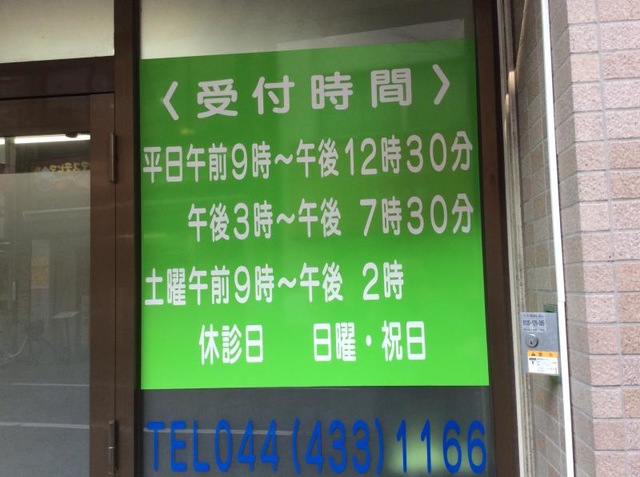 〈受付時間〉
平日午前9時～午後12時30分
午後3時～午後 7時30分
土曜午前9時～午後 2時
休診日 日曜・祝日
TEL044(433)1166